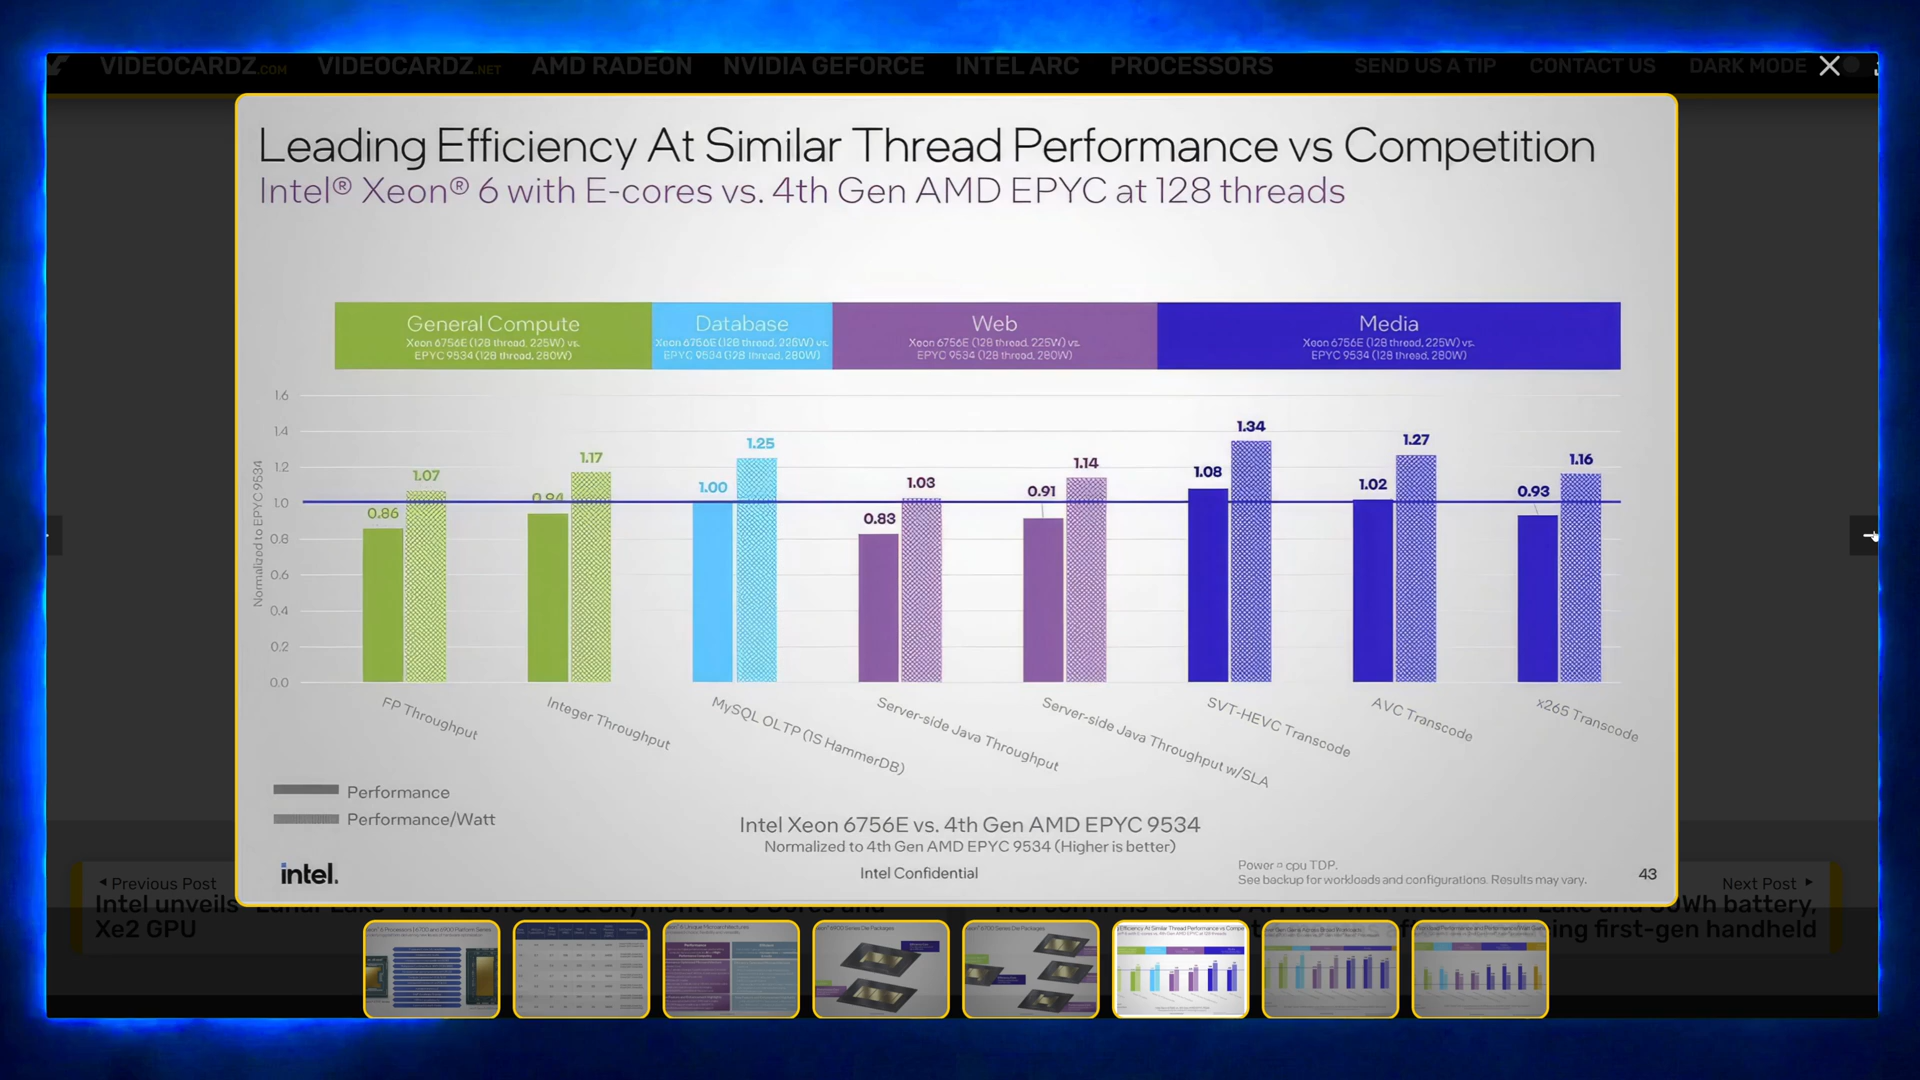 VIDEOCARDZ.COM VIDEOCARDZ.NET AMD RADEON NVIDIA GEFORCE INTEL ARC PROCESSORS SEND US A TIP CONTACT US DARK MODE
Leading Efficiency At Similar Thread Performance vs Competition
Intel® Xeon® 6 with E-cores vs. 4th Gen AMD EPYC at 128 threads
General Compute
Xeon 6756E (128 thread, 225W) vs.
EPYC 9534 (128 thread, 280W)
Database
Xeon 6756E (128 thread, 225W) vs.
EPYC 9534 (128 thread, 280W)
Web
Xeon 6756E (128 thread, 225W) vs.
EPYC 9534 (128 thread, 280W)
Media
Xeon 6756E (128 thread, 225W) vs.
EPYC 9534 (128 thread, 280W)
Normalized to EPYC 9534
1.6
1.4
1.2
1.0
0.8
0.6
0.4
0.2
0.0
0.86
1.07
0.94
1.17
1.00
1.25
0.83
1.03
0.91
1.14
1.08
1.34
1.02
1.27
0.93
1.16
FP Throughput
Integer Throughput
MySQL OLTP (1S HammerDB)
Server-side Java Throughput
Server-side Java Throughput w/SLA
SVT-HEVC Transcode
AVC Transcode
x265 Transcode
Performance
Performance/Watt
Intel Xeon 6756E vs. 4th Gen AMD EPYC 9534
Normalized to 4th Gen AMD EPYC 9534 (Higher is better)
intel.
Intel Confidential
Power = cpu TDP.
See backup for workloads and configurations. Results may vary.
43
Previous Post
Intel unveils
Xe2 GPU
Next Post
battery,
first-gen handheld